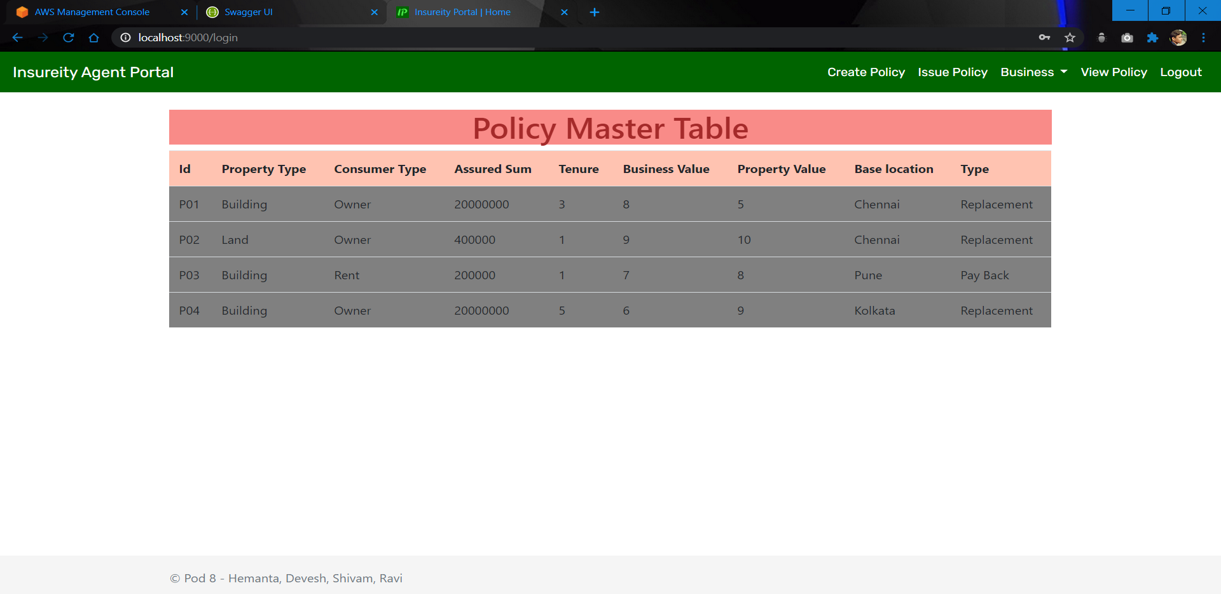 AWS Management Console Swagger UI Insureity Portal | Home
localhost:9000/login
Insureity Agent Portal Create Policy Issue Policy Business View Policy Logout
Policy Master Table
Id Property Type Consumer Type Assured Sum Tenure Business Value Property Value Base location Type
P01 Building Owner 20000000 3 8 5 Chennai Replacement
P02 Land Owner 400000 1 9 10 Chennai Replacement
P03 Building Rent 200000 1 7 8 Pune Pay Back
P04 Building Owner 20000000 5 6 9 Kolkata Replacement
© Pod 8 - Hemanta, Devesh, Shivam, Ravi